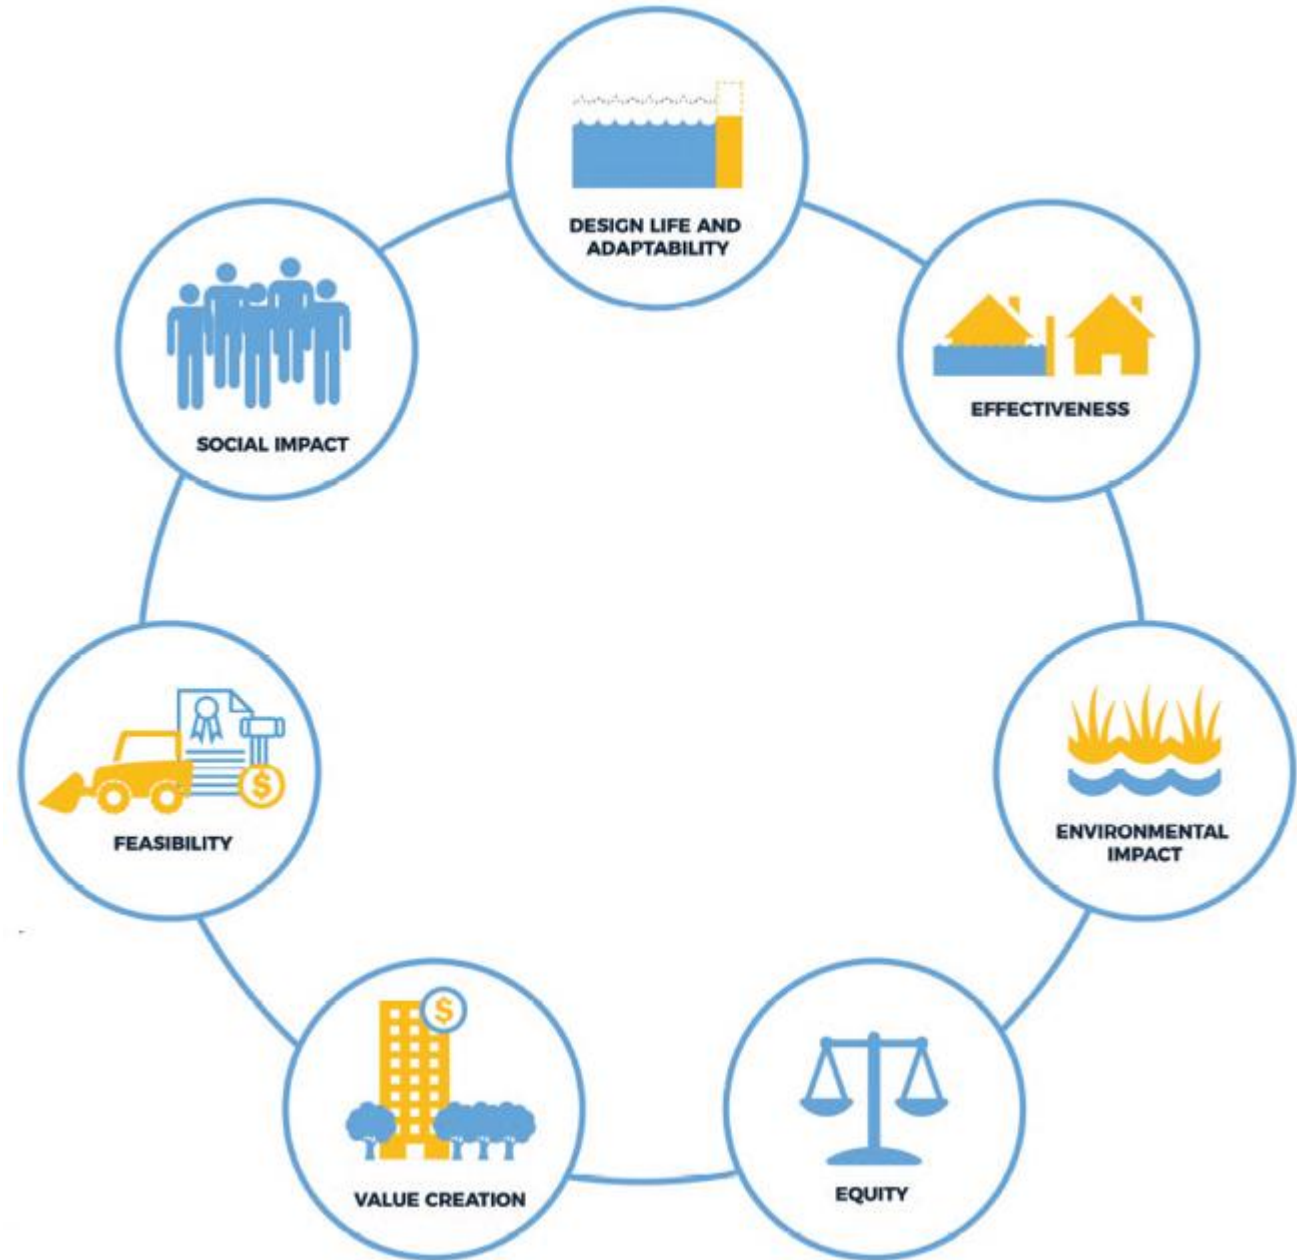 DESIGN LIFE AND
ADAPTABILITY
EFFECTIVENESS
ENVIRONMENTAL
IMPACT
EQUITY
$
VALUE CREATION
$
FEASIBILITY
SOCIAL IMPACT